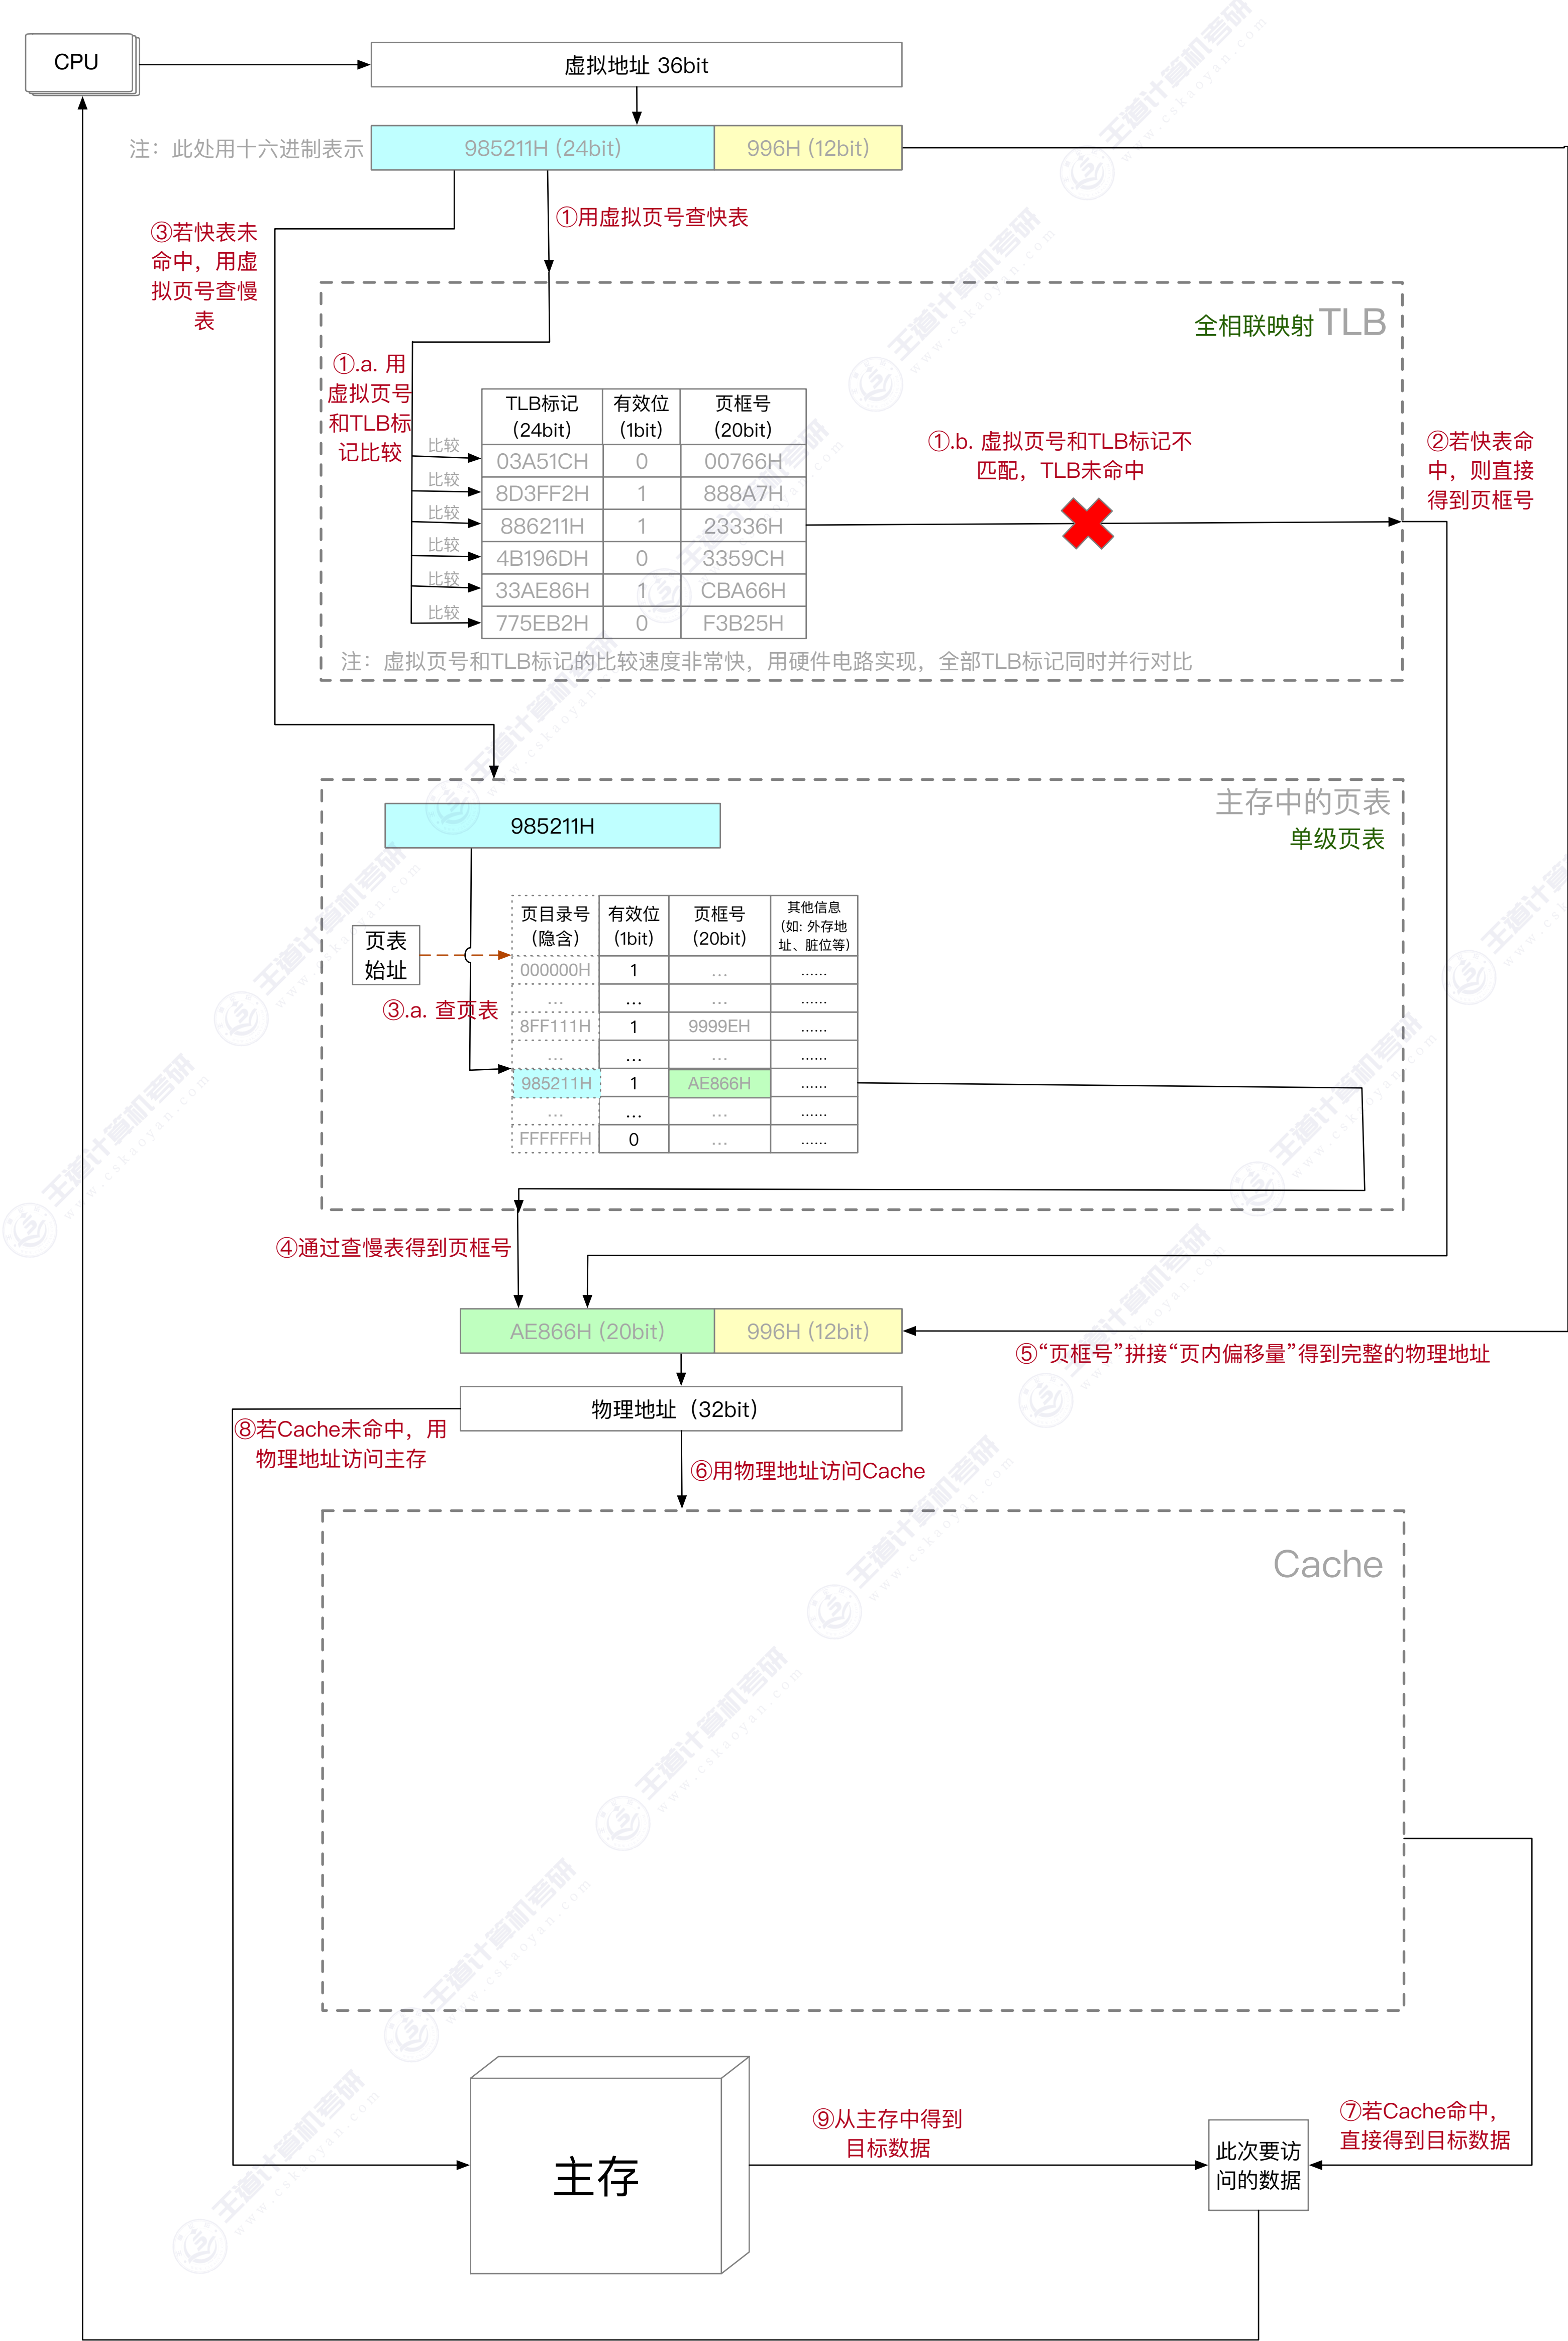 CPU
虚拟地址 36bit
注：此处用十六进制表示
985211H (24bit)
996H (12bit)
③若快表未
命中，用虚
拟页号查慢
表
①用虚拟页号查快表
全相联映射 TLB
①.a. 用
虚拟页号
和TLB标
记比较
TLB标记
(24bit)
有效位
(1bit)
页框号
(20bit)
比较
03A51CH 0 00766H
比较
8D3FF2H 1 888A7H
比较
886211H 1 23336H
比较
4B196DH 0 3359CH
比较
33AE86H 1 CBA66H
比较
775EB2H 0 F3B25H
①.b. 虚拟页号和TLB标记不
匹配，TLB未命中
②若快表命
中，则直接
得到页框号
注：虚拟页号和TLB标记的比较速度非常快，用硬件电路实现，全部TLB标记同时并行对比
主存中的页表
单级页表
985211H
页表
始址
③.a. 查页表
页目录号
（隐含）
有效位
(1bit)
页框号
(20bit)
其他信息
(如: 外存地
址、脏位等)
000000H 1 ... ......
... ... ... ......
8FF111H 1 9999EH ......
... ... ... ......
985211H 1 AE866H ......
... ... ... ......
FFFFFFH 0 ... ......
④通过查慢表得到页框号
AE866H (20bit)
996H (12bit)
⑤“页框号”拼接“页内偏移量”得到完整的物理地址
物理地址（32bit）
⑧若Cache未命中，用
物理地址访问主存
⑥用物理地址访问Cache
Cache
主存
⑨从主存中得到
目标数据
此次要访
问的数据
⑦若Cache命中，
直接得到目标数据
王道计算机考研
www.cskaoyan.com